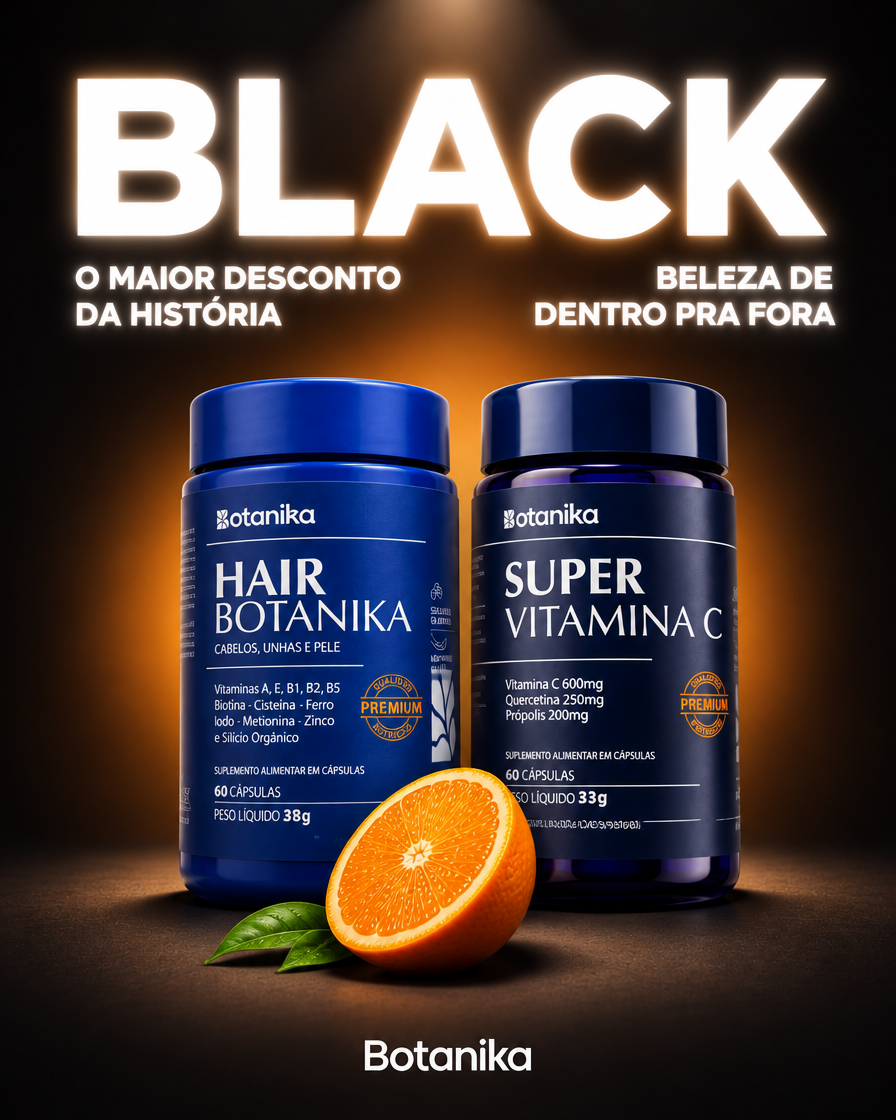 BLACK
O MAIOR DESCONTO
DA HISTÓRIA
BELEZA DE
DENTRO PRA FORA
Botanika
HAIR
BOTANIKA
CABELOS, UNHAS E PELE
Vitaminas A, E, B1, B2, B5
Biotina - Cisteina - Ferro
Iodo - Metionina - Zinco
e Silício Orgânico
PREMIUM
SUPLEMENTO ALIMENTAR EM CÁPSULAS
60 CÁPSULAS
PESO LÍQUIDO 38g
Botanika
SUPER
VITAMINA C
Vitamina C 600mg
Quercetina 250mg
Própolis 200mg
PREMIUM
SUPLEMENTO ALIMENTAR EM CÁPSULAS
60 CÁPSULAS
ESO LÍQUIDO 33g
Botanika